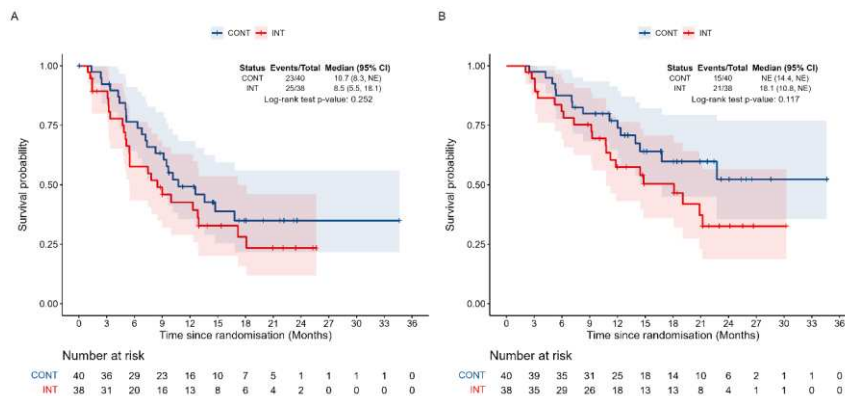 A
CONT INT
Status Events/Total Median (95% CI)
CONT 23/40 10.7 (8.3, NE)
INT 25/38 8.5 (5.5, 18.1)
Log-rank test p-value: 0.252
Survival probability
1.00
0.75
0.50
0.25
0.00
0 3 6 9 12 15 18 21 24 27 30 33 36
Time since randomisation (Months)
Number at risk
CONT 40 36 29 23 16 10 7 5 1 1 1 1 0
INT 38 31 20 16 13 8 6 4 2 0 0 0 0
B
CONT INT
Status Events/Total Median (95% CI)
CONT 15/40 NE (14.4, NE)
INT 21/38 18.1 (10.8, NE)
Log-rank test p-value: 0.117
Survival probability
1.00
0.75
0.50
0.25
0.00
0 3 6 9 12 15 18 21 24 27 30 33 36
Time since randomisation (Months)
Number at risk
CONT 40 39 35 31 25 18 14 10 6 2 1 1 0
INT 38 35 29 26 18 13 13 8 4 1 1 0 0